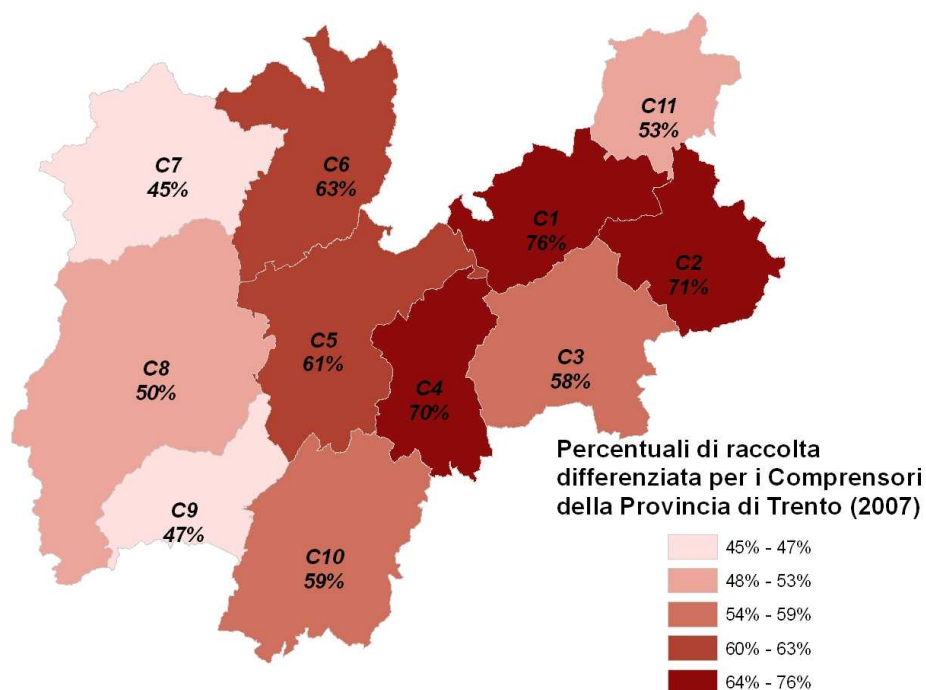 C11
53%
C7
45%
C6
63%
C1
76%
C2
71%
C5
61%
C3
58%
C8
50%
C4
70%
C9
47%
C10
59%
Percentuali di raccolta
differenziata per i Comprensori
della Provincia di Trento (2007)
45% - 47%
48% - 53%
54% - 59%
60% - 63%
64% - 76%